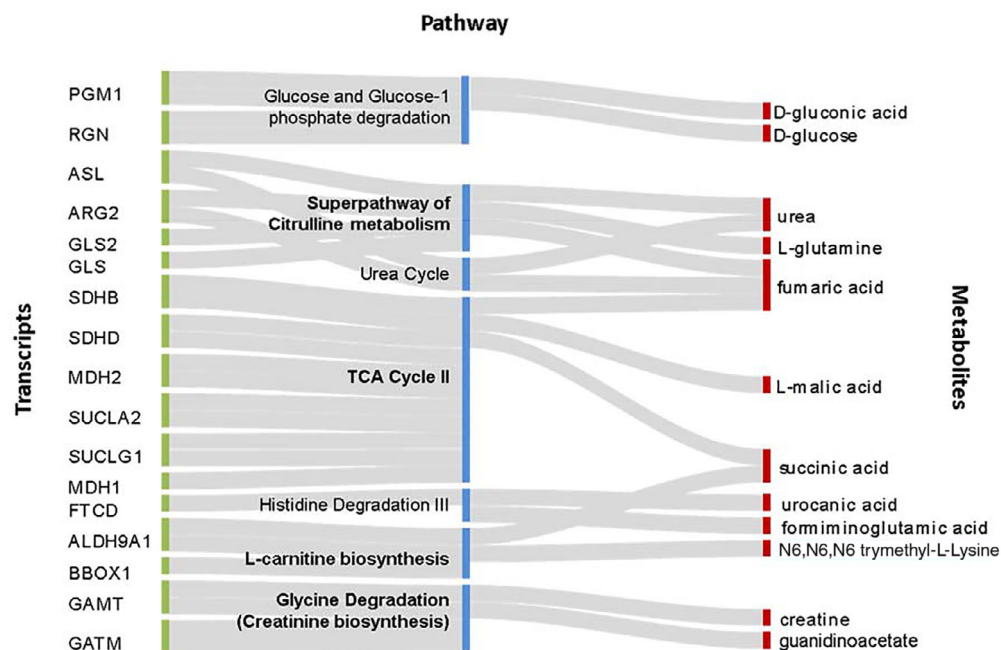 Pathway
Transcripts
PGM1
RGN
ASL
ARG2
GLS2
GLS
SDHB
SDHD
MDH2
SUCLA2
SUCLG1
MDH1
FTCD
ALDH9A1
BBOX1
GAMT
GATM
Glucose and Glucose-1
phosphate degradation
Superpathway of
Citrulline metabolism
Urea Cycle
TCA Cycle II
Histidine Degradation III
L-carnitine biosynthesis
Glycine Degradation
(Creatinine biosynthesis)
D-gluconic acid
D-glucose
urea
L-glutamine
fumaric acid
L-malic acid
succinic acid
urocanic acid
formiminoglutamic acid
N6,N6,N6 trymethyl-L-Lysine
creatine
guanidinoacetate
Metabolites